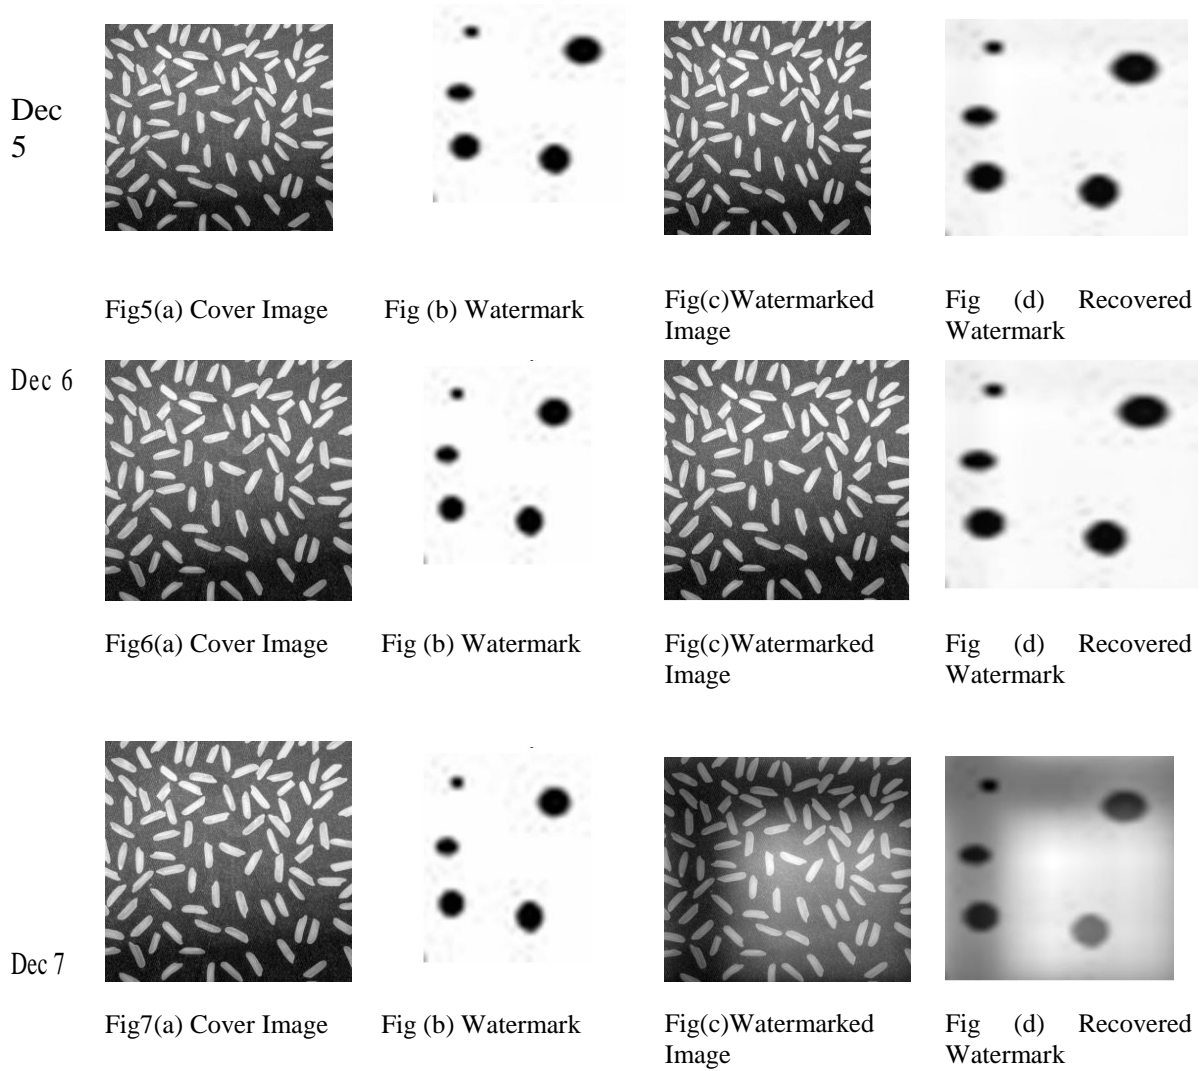 Dec
5
Fig5(a) Cover Image
Fig (b) Watermark
Fig(c)Watermarked
Image
Fig (d) Recovered
Watermark
Dec 6
Fig6(a) Cover Image
Fig (b) Watermark
Fig(c)Watermarked
Image
Fig (d) Recovered
Watermark
Dec 7
Fig7(a) Cover Image
Fig (b) Watermark
Fig(c)Watermarked
Image
Fig (d) Recovered
Watermark